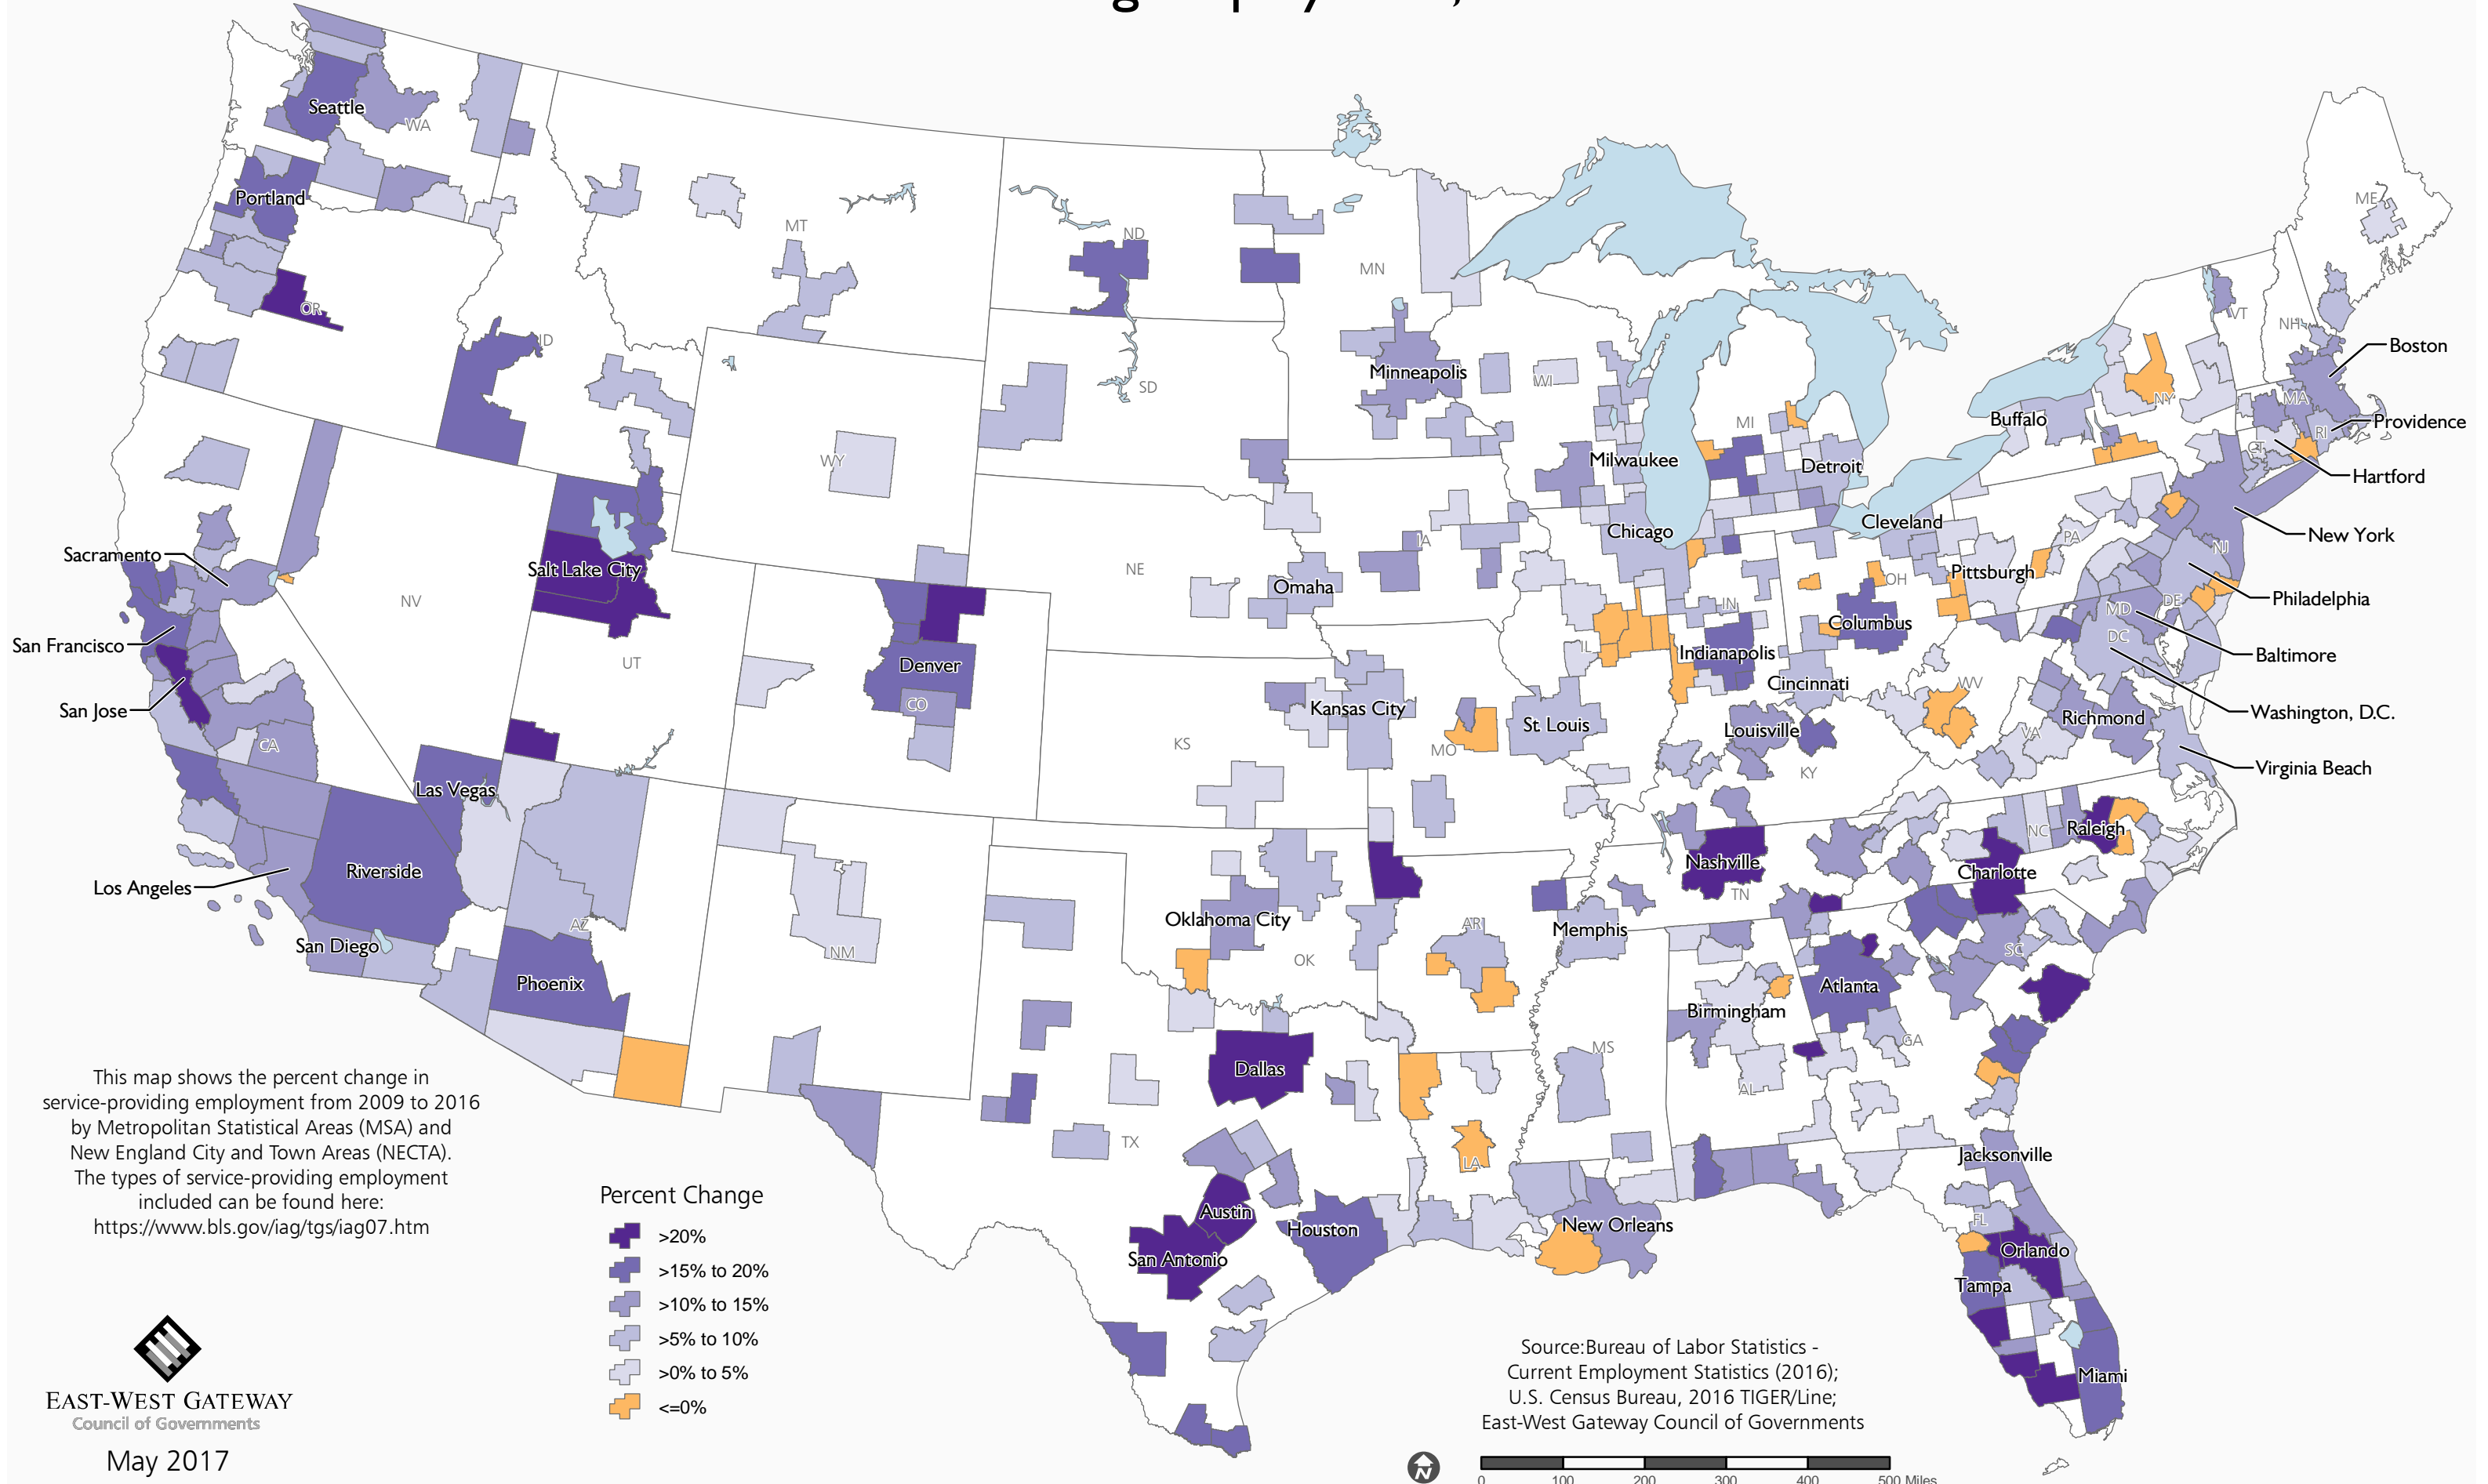 Seattle
WA
Portland
OR
ID
MT
ND
MN
SD
WY
NE
NV
UT
CO
CA
AZ
NM
KS
OK
TX
IA
MO
AR
LA
MS
AL
GA
FL
SC
NC
TN
KY
WV
VA
OH
IN
IL
WI
MI
PA
NY
NJ
DE
MD
DC
CT
RI
MA
NH
VT
ME
Minneapolis
Milwaukee
Detroit
Chicago
Cleveland
Buffalo
Boston
Providence
Hartford
New York
Pittsburgh
Philadelphia
Baltimore
Washington, D.C.
Richmond
Virginia Beach
Sacramento
San Francisco
San Jose
Salt Lake City
Denver
Omaha
Kansas City
St. Louis
Indianapolis
Columbus
Cincinnati
Louisville
Las Vegas
Riverside
Los Angeles
San Diego
Phoenix
Oklahoma City
Memphis
Nashville
Charlotte
Raleigh
Atlanta
Birmingham
Dallas
Austin
San Antonio
Houston
New Orleans
Jacksonville
Orlando
Tampa
Miami
This map shows the percent change in
service-providing employment from 2009 to 2016
by Metropolitan Statistical Areas (MSA) and
New England City and Town Areas (NECTA).
The types of service-providing employment
included can be found here:
https://www.bls.gov/iag/tgs/iag07.htm
Percent Change
>20%
>15% to 20%
>10% to 15%
>5% to 10%
>0% to 5%
<=0%
EAST-WEST GATEWAY
Council of Governments
May 2017
Source:Bureau of Labor Statistics -
Current Employment Statistics (2016);
U.S. Census Bureau, 2016 TIGER/Line;
East-West Gateway Council of Governments
N
0 100 200 300 400 500 Miles